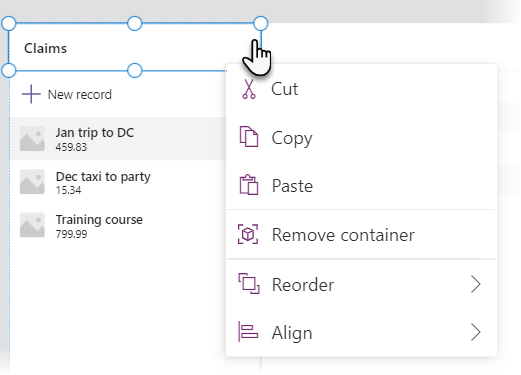 Claims
New record
Jan trip to DC
459.83
Dec taxi to party
15.34
Training course
799.99
Cut
Copy
Paste
Remove container
Reorder
Align